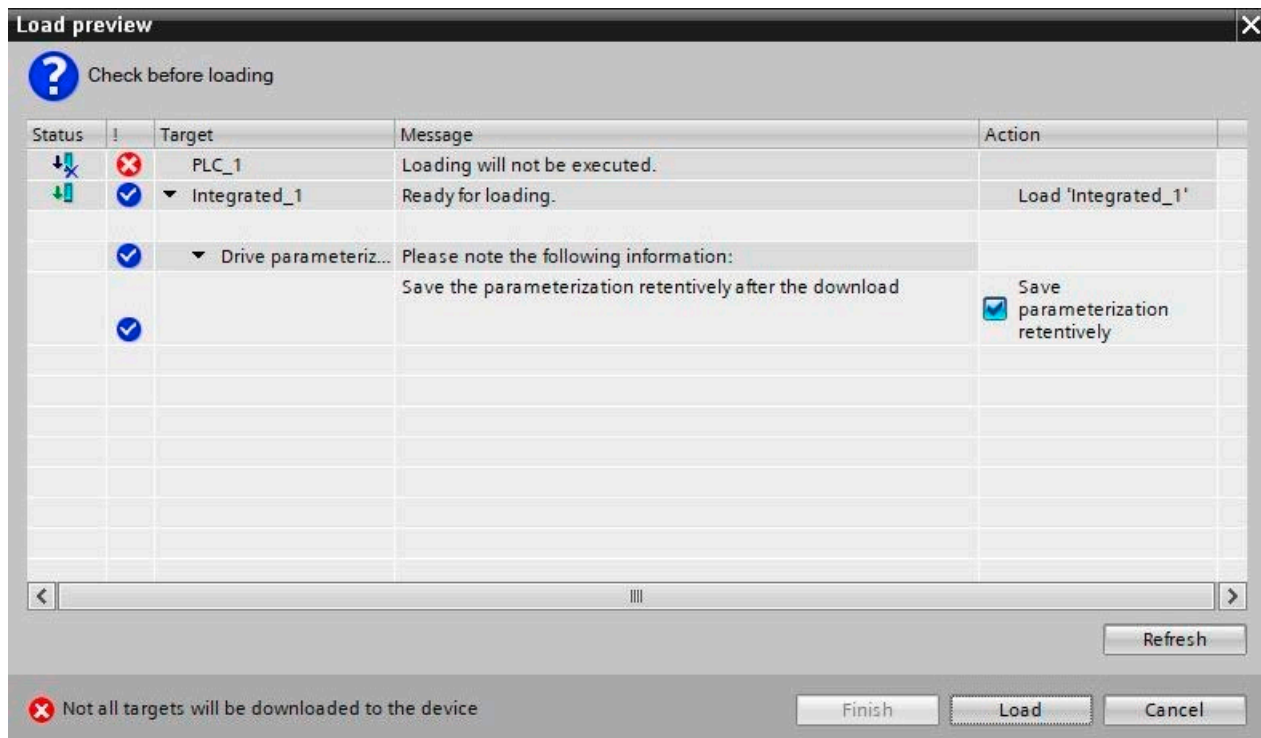 Load preview
Check before loading
Status ! Target Message Action
PLC_1 Loading will not be executed.
Integrated_1 Ready for loading. Load 'Integrated_1'
Drive parameteriz... Please note the following information:
Save the parameterization retentively after the download
Save
parameterization
retentively
Refresh
Not all targets will be downloaded to the device
Finish Load Cancel